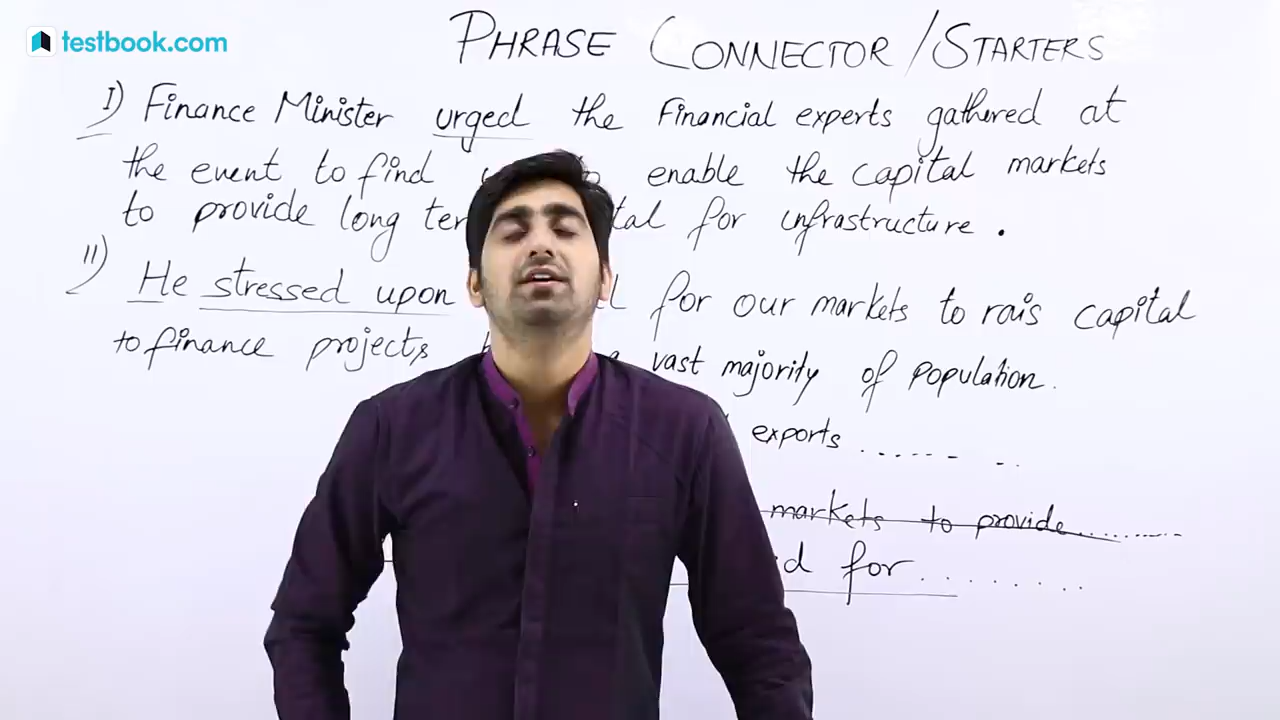 testbook.com
PHRASE CONNECTOR/STARTERS
I) Finance Minister urged the Financial experts gathered at
the event to find enable the capital markets
to provide long for infrastructure.
II) He stressed upon for our markets to rais capital
to finance projects vast majority of population.
exports ...... - ..
markets to provide...........
for........